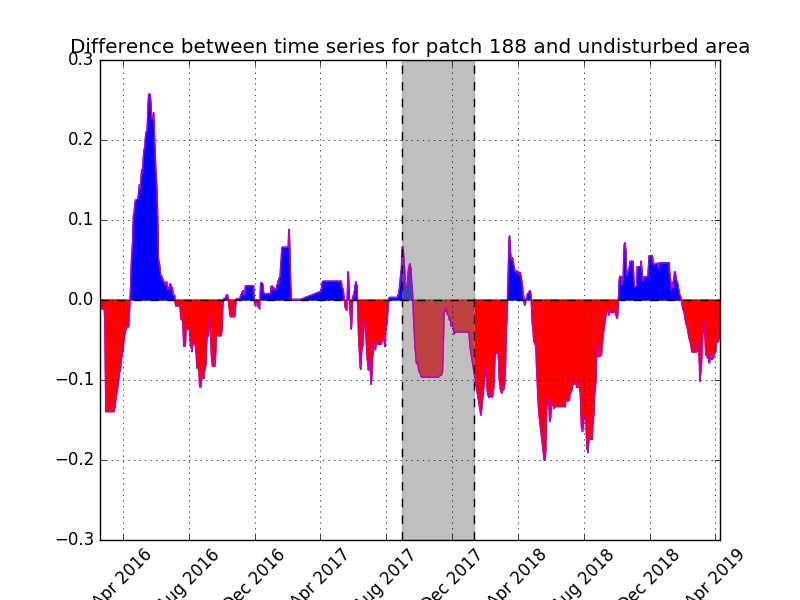 Difference between time series for patch 188 and undisturbed area
0.3
0.2
0.1
0.0
−0.1
−0.2
−0.3
Apr 2016
Aug 2016
Dec 2016
Apr 2017
Aug 2017
Dec 2017
Apr 2018
Aug 2018
Dec 2018
Apr 2019